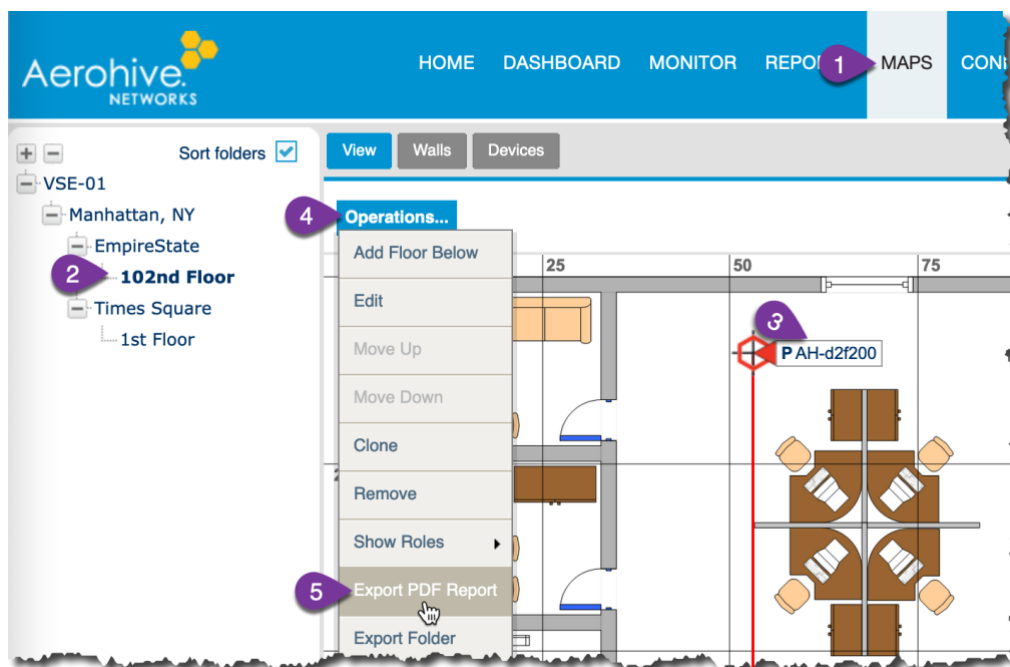 Aerohive
NETWORKS
HOME DASHBOARD MONITOR 1 MAPS
Sort folders
View Walls Devices
VSE-01
Manhattan, NY
EmpireState
2 102nd Floor
Times Square
1st Floor
4 Operations...
Add Floor Below
Edit
Move Up
Move Down
Clone
Remove
Show Roles
5 Export PDF Report
Export Folder
25 50 75
3
P AH-d2f200